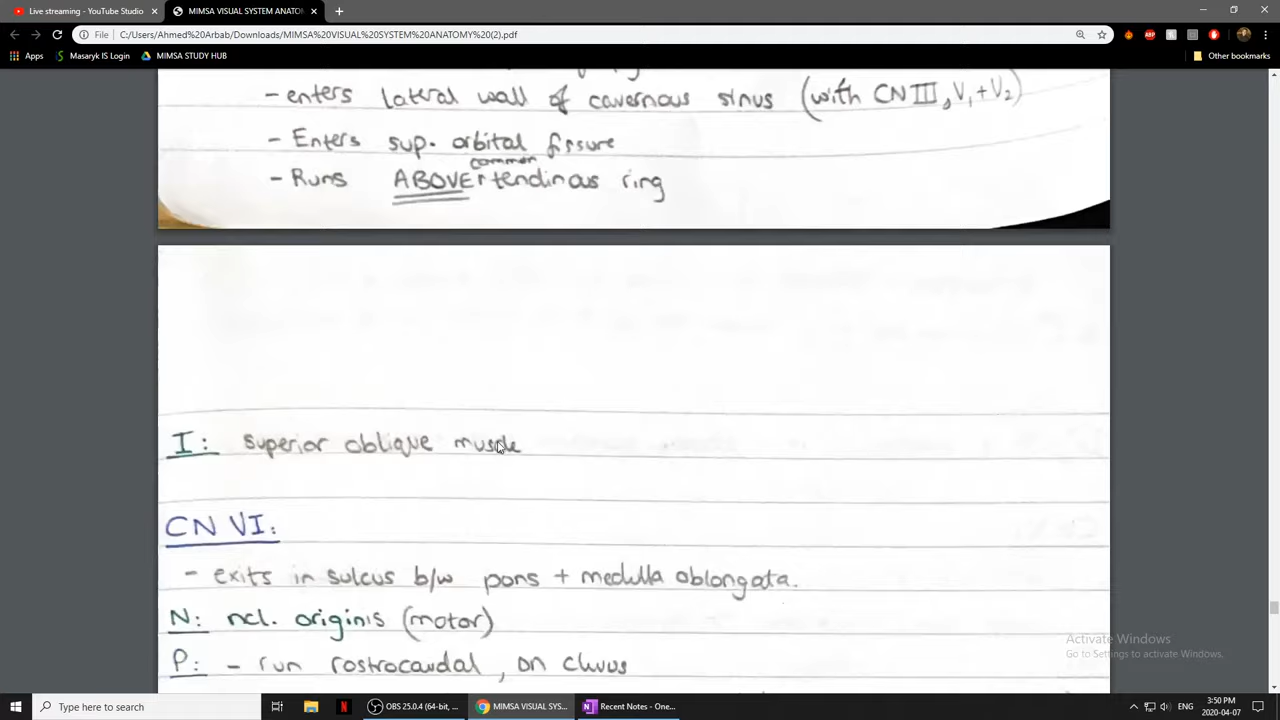 Live streaming - YouTube Studio
MIMSA VISUAL SYSTEM ANATOM
File
C:/Users/Ahmed%20Arbab/Downloads/MIMSA%20VISUAL%20SYSTEM%20ANATOMY%20(2).pdf
Apps
Masaryk IS Login
MIMSA STUDY HUB
Other bookmarks
- enters lateral wall of cavernous sinus (with CN III, V1 + V2)
- Enters sup. orbital fissure
common
- Runs ABOVE tendinous ring
I: superior oblique muscle
CN VI:
- exits in sulcus b/w pons + medulla oblongata.
N: ncl. originis (motor)
P: - run rostrocaudal, on clivus
Activate Windows
Go to Settings to activate Windows.
Type here to search
OBS 25.0.4 (64-bit, ...
MIMSA VISUAL SYS...
Recent Notes - One...
ENG
3:50 PM
2020-04-07